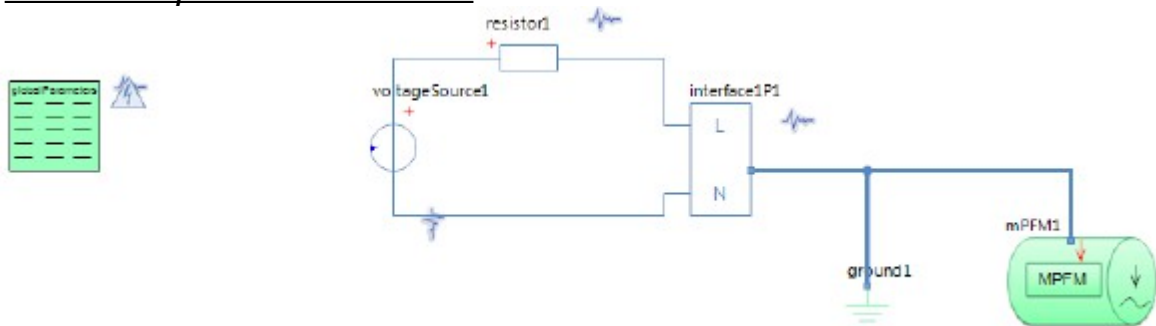 resistor1
globalParameters
voltageSource1
interface1P1
L
N
mPFM1
ground1
MPFM